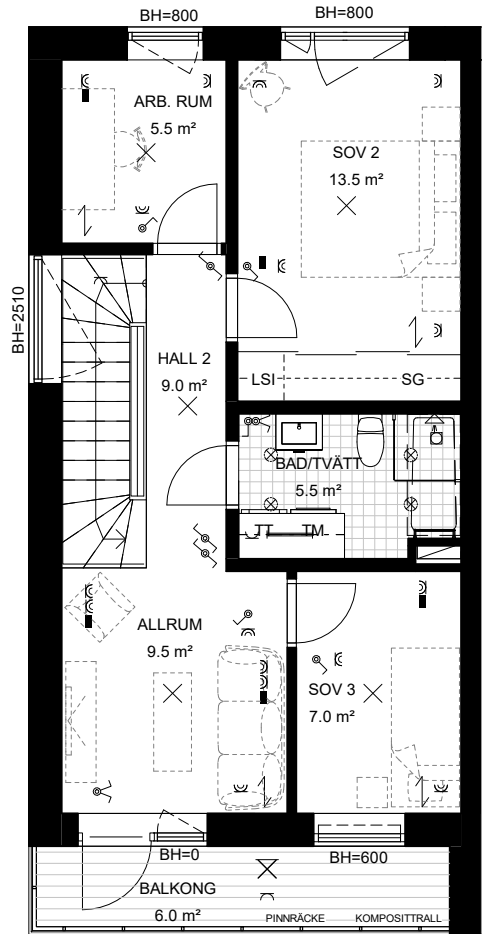 BH=800
BH=800
ARB. RUM
5.5 m²
SOV 2
13.5 m²
BH=2510
HALL 2
9.0 m²
LSI
SG
BAD/TVÄTT
5.5 m²
TT
TM
ALLRUM
9.5 m²
SOV 3
7.0 m²
BH=0
BH=600
BALKONG
6.0 m²
PINNRÄCKE
KOMPOSITTRALL